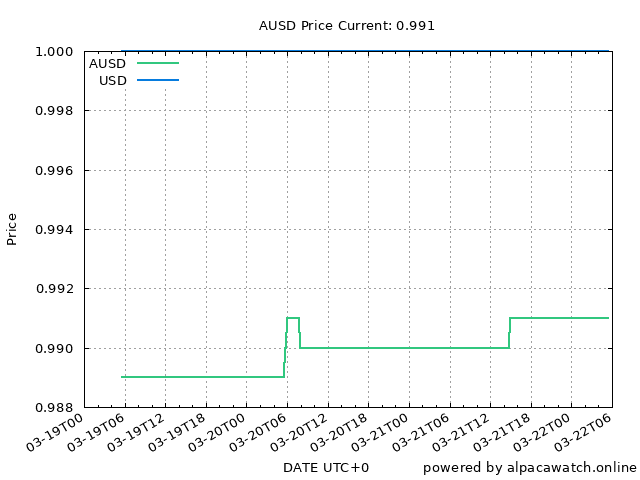 AUSD Price Current: 0.991
1.000
AUSD
USD
0.998
0.996
0.994
0.992
0.990
0.988
Price
03-19T00
03-19T06
03-19T12
03-19T18
03-20T00
03-20T06
03-20T12
03-20T18
03-21T00
03-21T06
03-21T12
03-21T18
03-22T00
03-22T06
DATE UTC+0
powered by alpacawatch.online